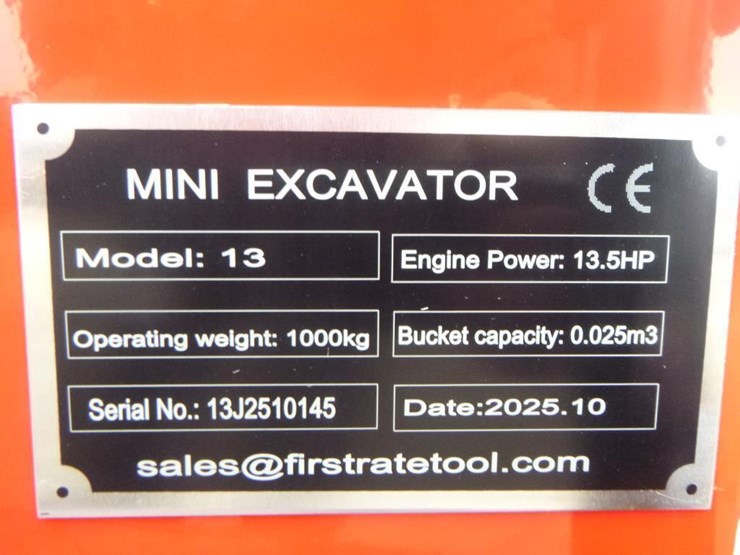 MINI EXCAVATOR CE
Model: 13
Engine Power: 13.5HP
Operating weight: 1000kg
Bucket capacity: 0.025m3
Serial No.: 13J2510145
Date:2025.10
sales@firstratetool.com